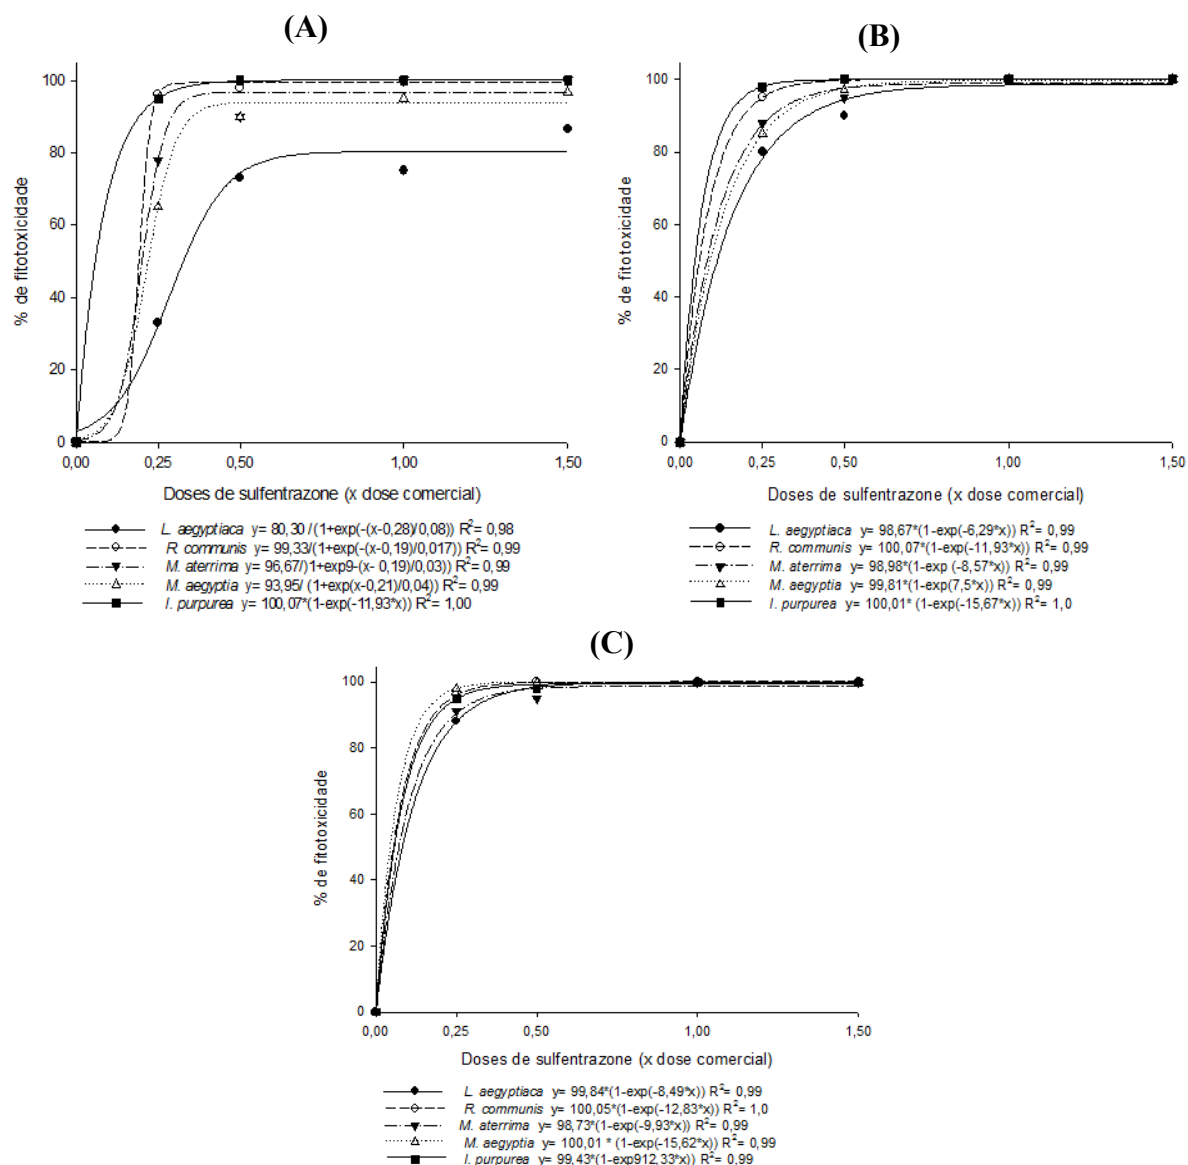 (A)
100
80
60
40
20
0
% de fitotoxicidade
0,00 0,25 0,50 1,00 1,50
Doses de sulfentrazone (x dose comercial)
L. aegyptiaca y= 80,30 /(1+exp(-(x-0,28)/0,08)) R²= 0,98
R. communis y= 99,33/(1+exp(-(x-0,19)/0,017)) R²= 0,99
M. aterrima y= 96,67/)1+exp9-(x- 0,19)/0,03)) R²= 0,99
M. aegyptia y= 93,95/ (1+exp(x-0,21)/0,04) R²= 0,99
I. purpurea y= 100,07*(1-exp(-11,93*x)) R²= 1,00
(B)
100
80
60
40
20
0
% de fitotoxicidade
0,00 0,25 0,50 1,00 1,50
Doses de sulfentrazone (x dose comercial)
L. aegyptiaca y= 98,67*(1-exp(-6,29*x)) R²= 0,99
R. communis y= 100,07*(1-exp(-11,93*x)) R²= 0,99
M. aterrima y= 98,98*(1-exp (-8,57*x)) R²= 0,99
M. aegyptia y= 99,81*(1-exp(7,5*x)) R²= 0,99
I. purpurea y= 100,01* (1-exp(-15,67*x)) R²= 1,0
(C)
100
80
60
40
20
0
% de fitotoxicidade
0,00 0,25 0,50 1,00 1,50
Doses de sulfentrazone (x dose comercial)
L. aegyptiaca y= 99,84*(1-exp(-8,49*x)) R²= 0,99
R. communis y= 100,05*(1-exp(-12,83*x)) R²= 1,0
M. aterrima y= 98,73*(1-exp(-9,93*x)) R²= 0,99
M. aegyptia y= 100,01 * (1-exp(-15,62*x)) R²= 0,99
I. purpurea y= 99,43*(1-exp912,33*x)) R²= 0,99